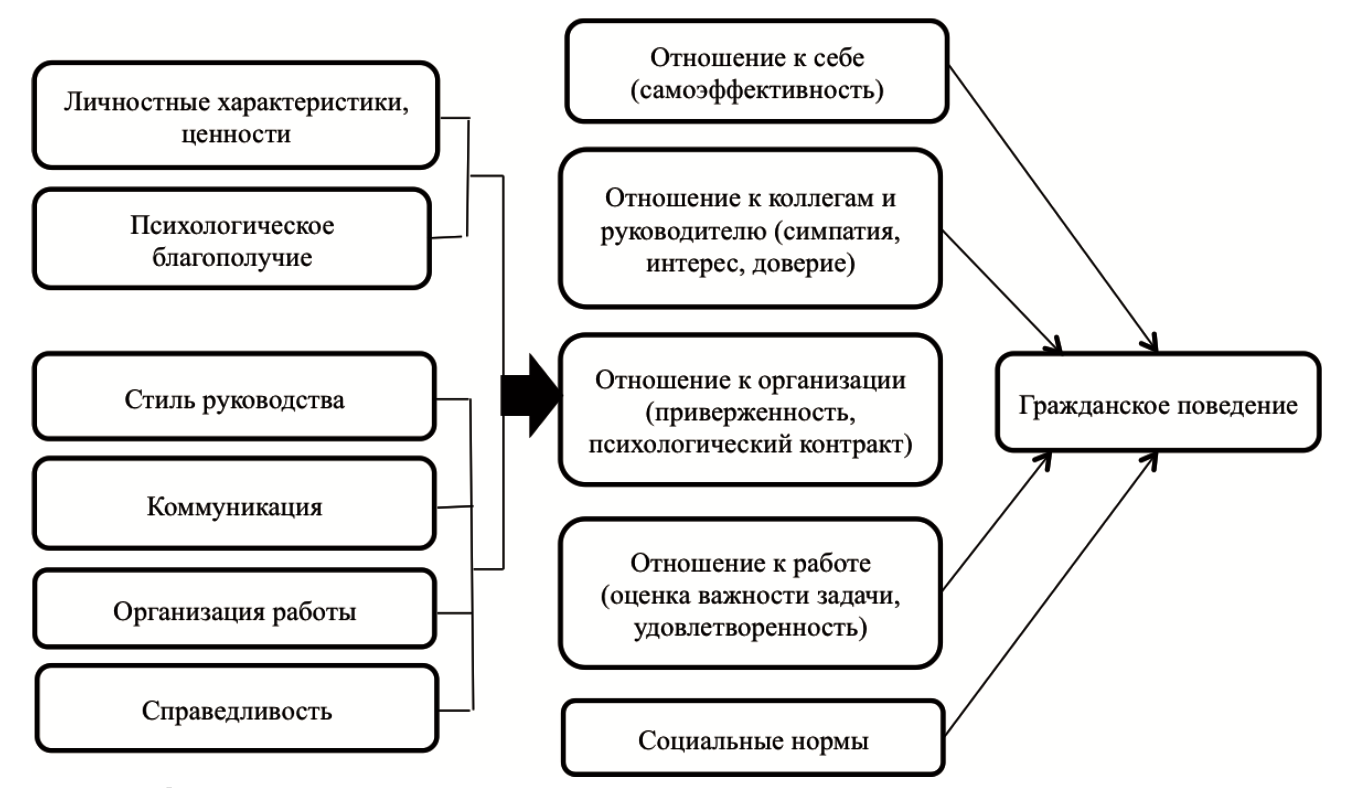 Личностные характеристики,
ценности
Психологическое
благополучие
Стиль руководства
Коммуникация
Организация работы
Справедливость
Отношение к себе
(самоэффективность)
Отношение к коллегам и
руководителю (симпатия,
интерес, доверие)
Отношение к организации
(приверженность,
психологический контракт)
Отношение к работе
(оценка важности задачи,
удовлетворенность)
Социальные нормы
Гражданское поведение